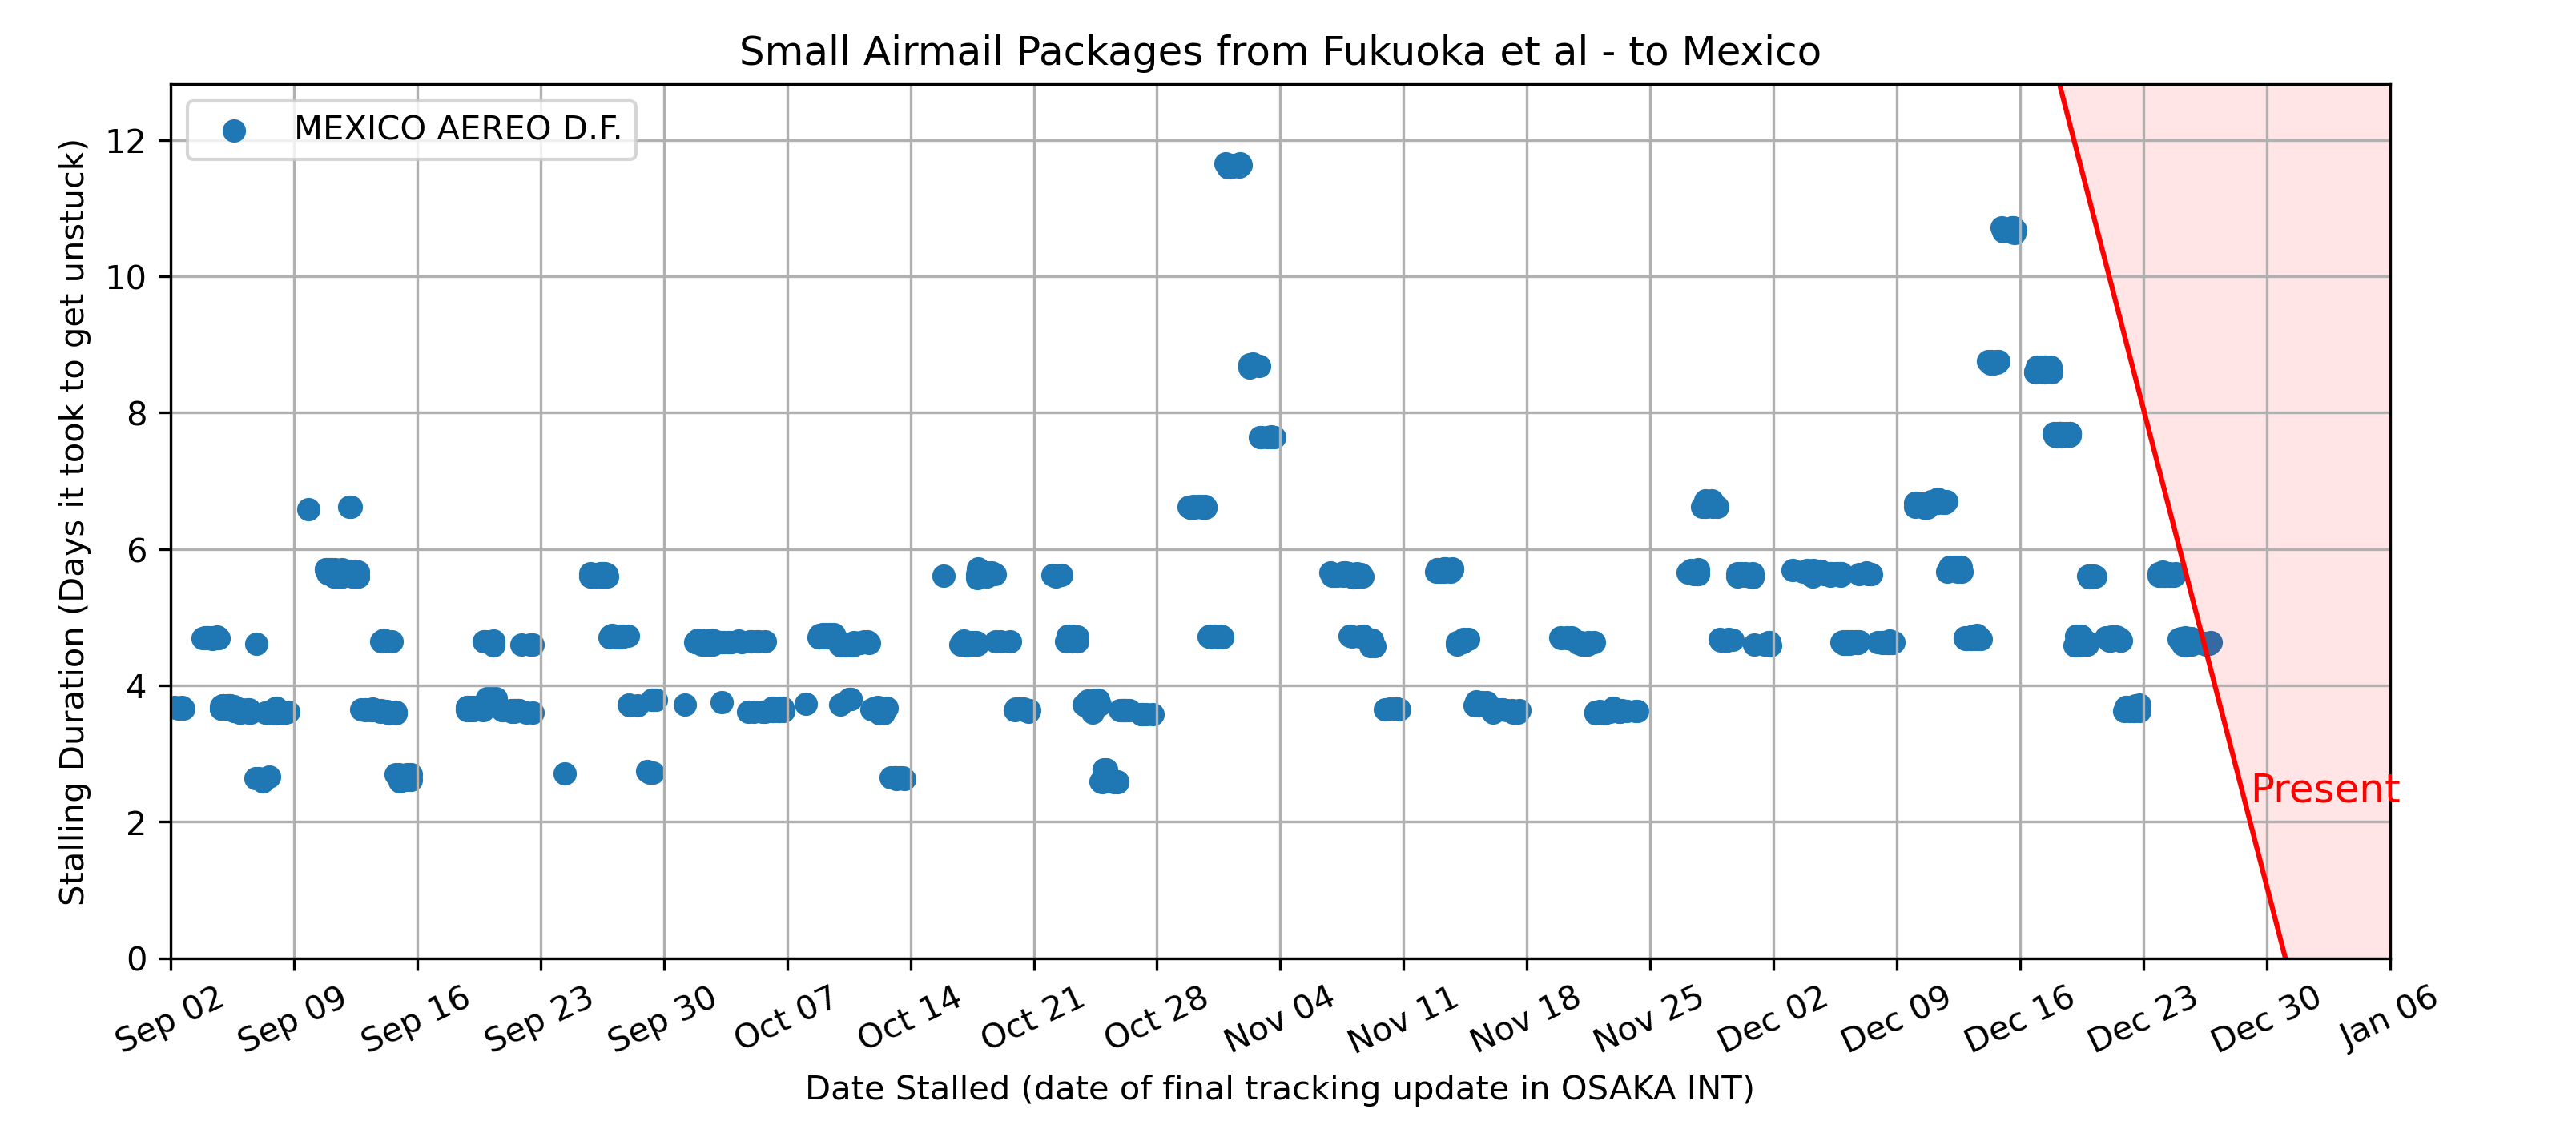 Small Airmail Packages from Fukuoka et al - to Mexico
MEXICO AEREO D.F.
Stalling Duration (Days it took to get unstuck)
12
10
8
6
4
2
0
Present
Sep 02 Sep 09 Sep 16 Sep 23 Sep 30 Oct 07 Oct 14 Oct 21 Oct 28 Nov 04 Nov 11 Nov 18 Nov 25 Dec 02 Dec 09 Dec 16 Dec 23 Dec 30 Jan 06
Date Stalled (date of final tracking update in OSAKA INT)